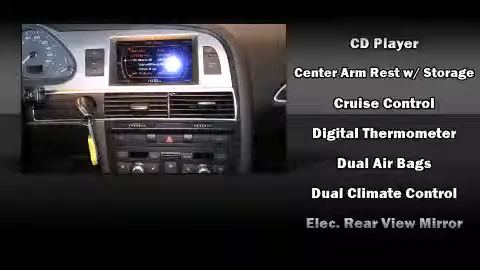 CD Player
Center Arm Rest w/ Storage
Cruise Control
Digital Thermometer
Dual Air Bags
Dual Climate Control
Elec. Rear View Mirror